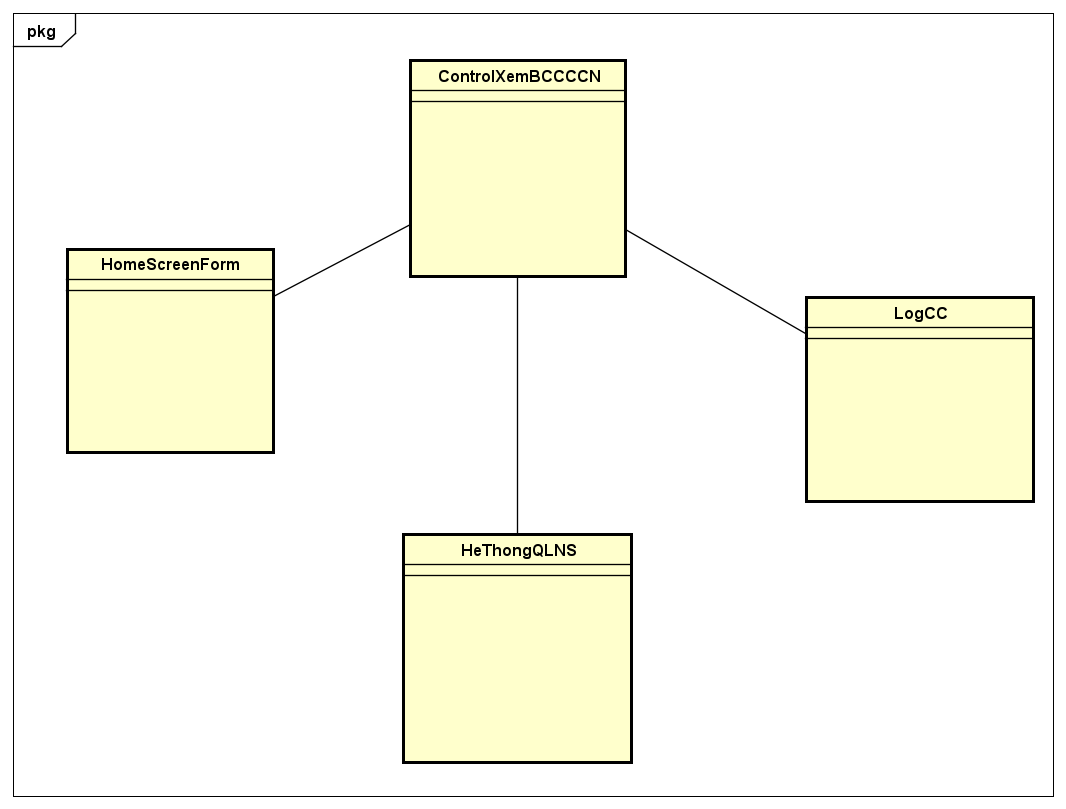 pkg
ControlXemBCCCCN
HomeScreenForm
LogCC
HeThongQLNS